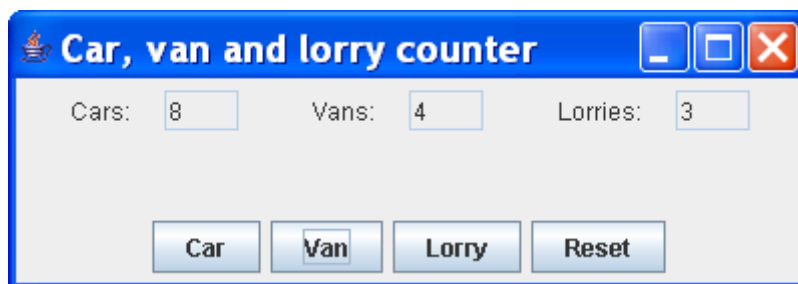 Car, van and lorry counter
Cars: 8 Vans: 4 Lorries: 3
Car Van Lorry Reset